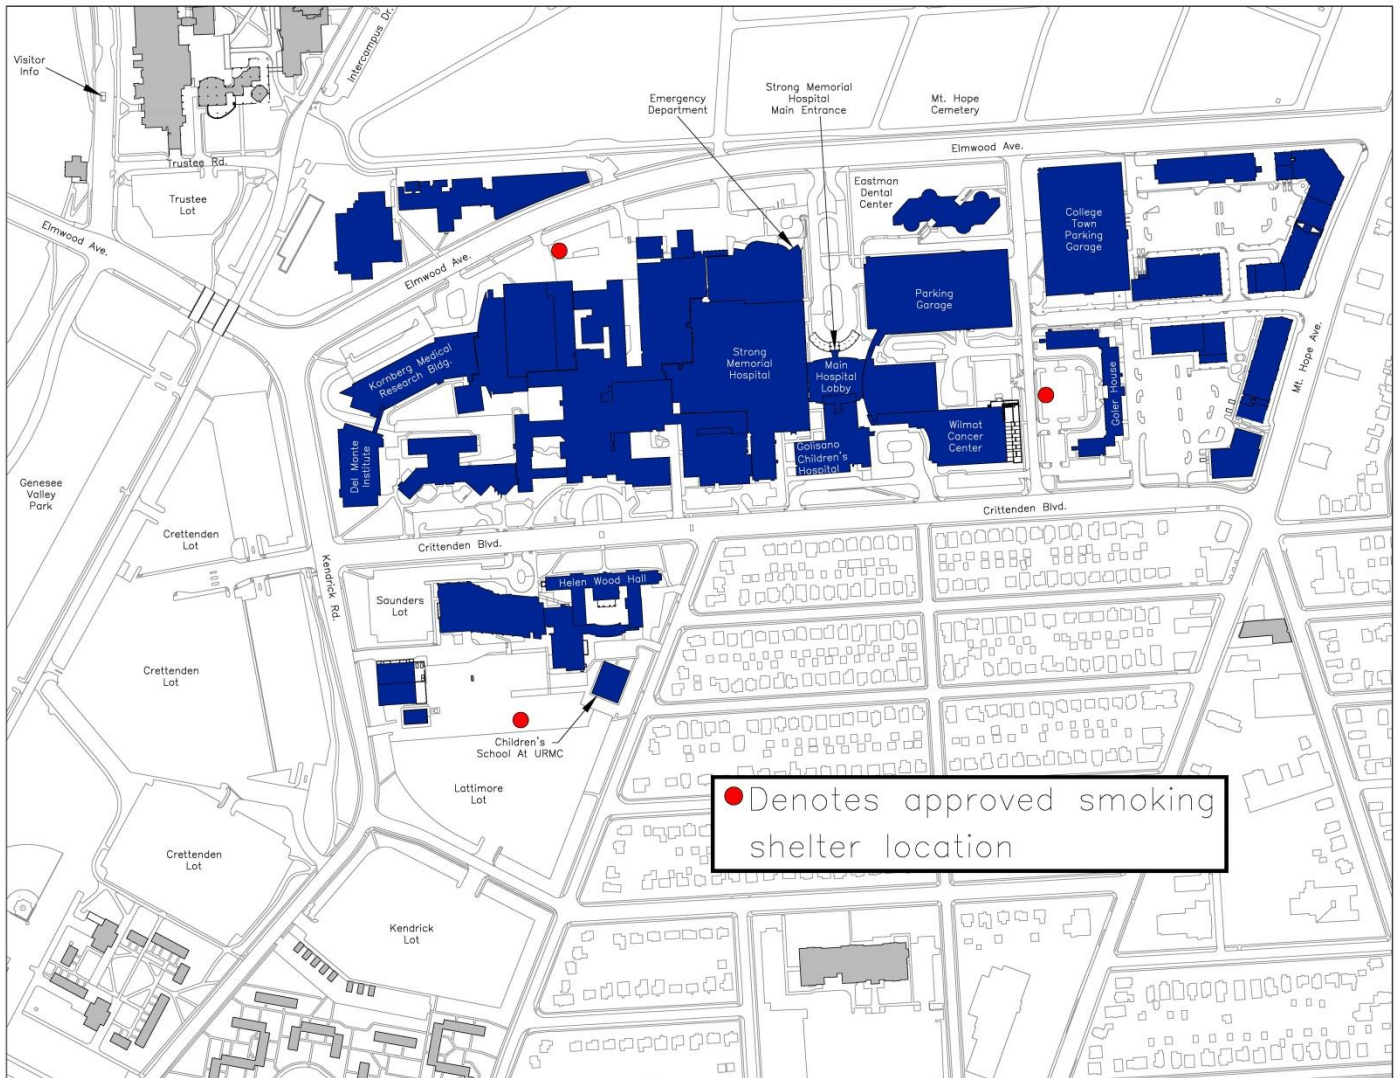 Intercampus Dr.
Visitor
Info
Emergency
Department
Strong Memorial
Hospital
Main Entrance
Mt. Hope
Cemetery
Elmwood Ave.
Trustee Rd.
Trustee
Lot
Elmwood Ave.
Eastman
Dental
Center
College
Town
Parking
Garage
Elmwood Ave.
Parking
Garage
Mt. Hope Ave.
Kornberg Medical
Research Bldg.
Strong
Memorial
Hospital
Main
Hospital
Lobby
Goler House
Wilmot
Cancer
Center
Golisano
Children's
Hospital
Del Monte
Institute
Genesee
Valley
Park
Crettenden
Lot
Crittenden Blvd.
Crittenden Blvd.
Kendrick Rd.
Helen Wood Hall
Saunders
Lot
Crettenden
Lot
Children's
School At URMC
Lattimore
Lot
Denotes approved smoking
shelter location
Crettenden
Lot
Kendrick
Lot